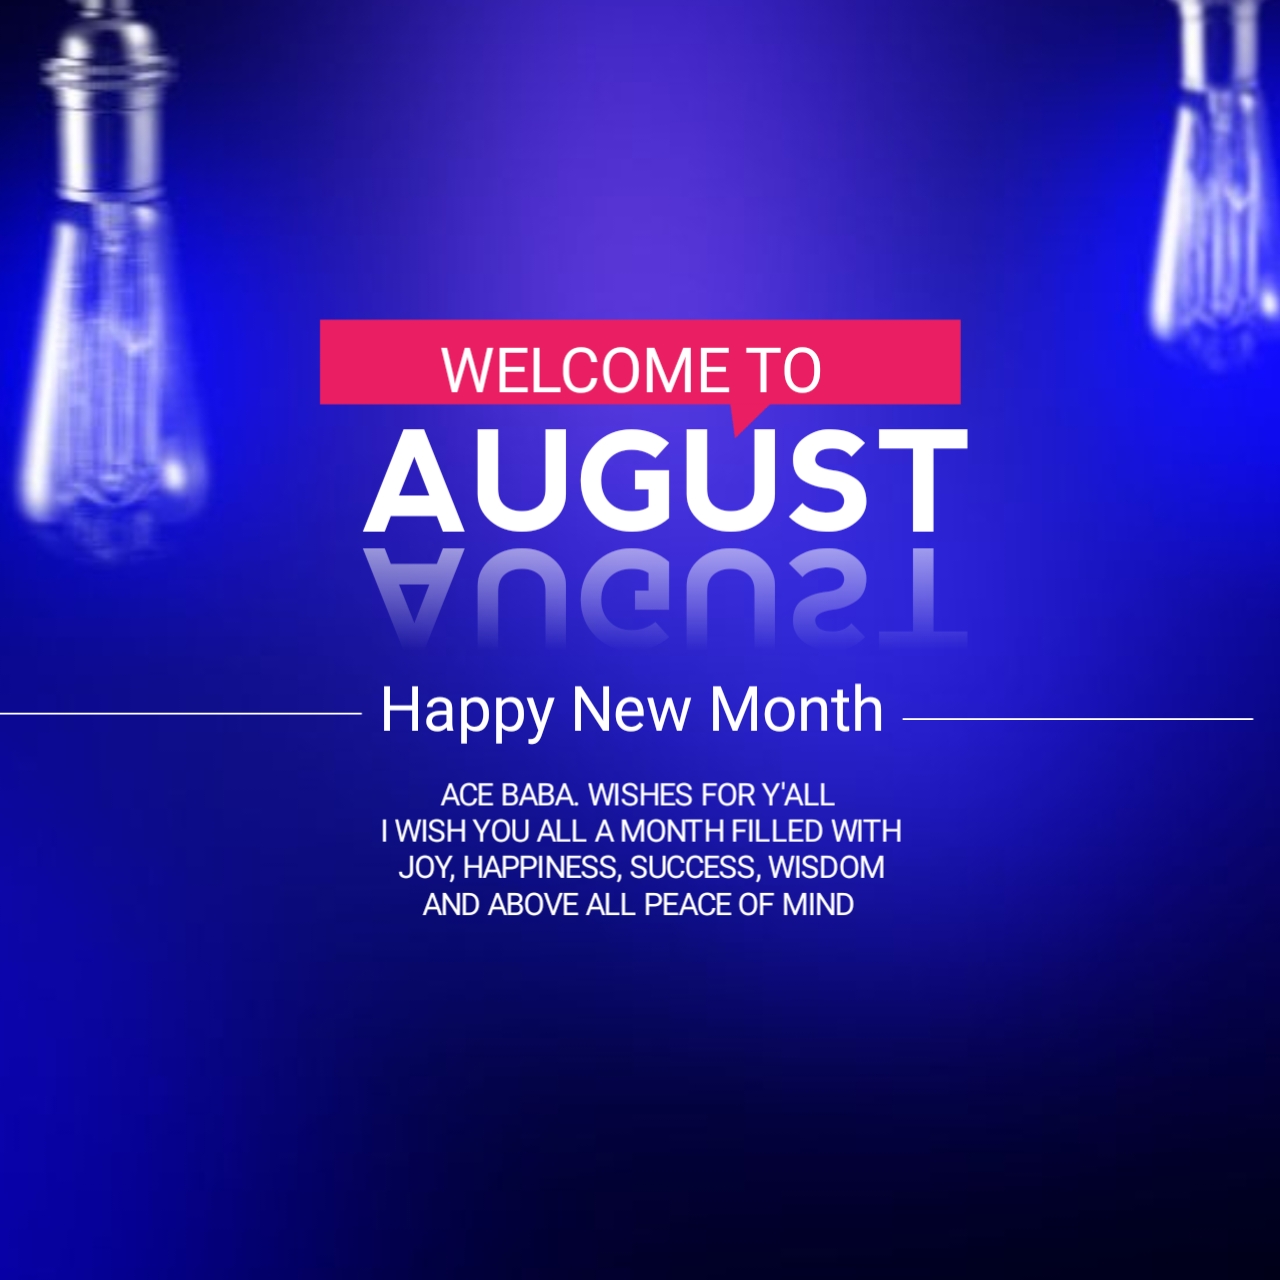 WELCOME TO
AUGUST
Happy New Month
ACE BABA. WISHES FOR Y'ALL
I WISH YOU ALL A MONTH FILLED WITH
JOY, HAPPINESS, SUCCESS, WISDOM
AND ABOVE ALL PEACE OF MIND